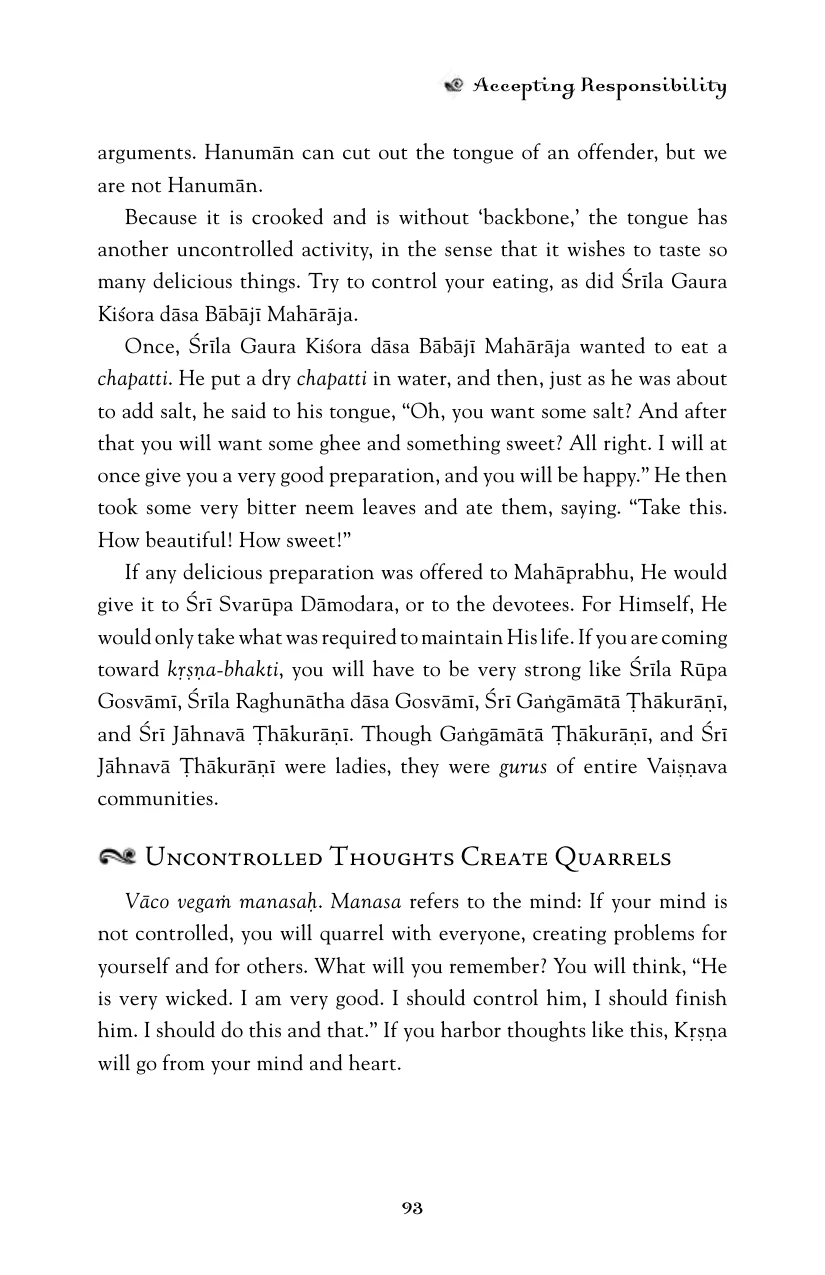 Accepting Responsibility
arguments. Hanumān can cut out the tongue of an offender, but we
are not Hanumān.
Because it is crooked and is without ‘backbone,’ the tongue has
another uncontrolled activity, in the sense that it wishes to taste so
many delicious things. Try to control your eating, as did Śrīla Gaura
Kiśora dāsa Bābājī Mahārāja.
Once, Śrīla Gaura Kiśora dāsa Bābājī Mahārāja wanted to eat a
chapatti. He put a dry chapatti in water, and then, just as he was about
to add salt, he said to his tongue, “Oh, you want some salt? And after
that you will want some ghee and something sweet? All right. I will at
once give you a very good preparation, and you will be happy.” He then
took some very bitter neem leaves and ate them, saying. “Take this.
How beautiful! How sweet!”
If any delicious preparation was offered to Mahāprabhu, He would
give it to Śrī Svarūpa Dāmodara, or to the devotees. For Himself, He
would only take what was required to maintain His life. If you are coming
toward kṛṣṇa-bhakti, you will have to be very strong like Śrīla Rūpa
Gosvāmī, Śrīla Raghunātha dāsa Gosvāmī, Śrī Gaṅgāmātā Ṭhākurāṇī,
and Śrī Jāhnavā Ṭhākurāṇī. Though Gaṅgāmātā Ṭhākurāṇī, and Śrī
Jāhnavā Ṭhākurāṇī were ladies, they were gurus of entire Vaiṣṇava
communities.
Uncontrolled Thoughts Create Quarrels
Vāco vegaṁ manasaḥ. Manasa refers to the mind: If your mind is
not controlled, you will quarrel with everyone, creating problems for
yourself and for others. What will you remember? You will think, “He
is very wicked. I am very good. I should control him, I should finish
him. I should do this and that.” If you harbor thoughts like this, Kṛṣṇa
will go from your mind and heart.
93